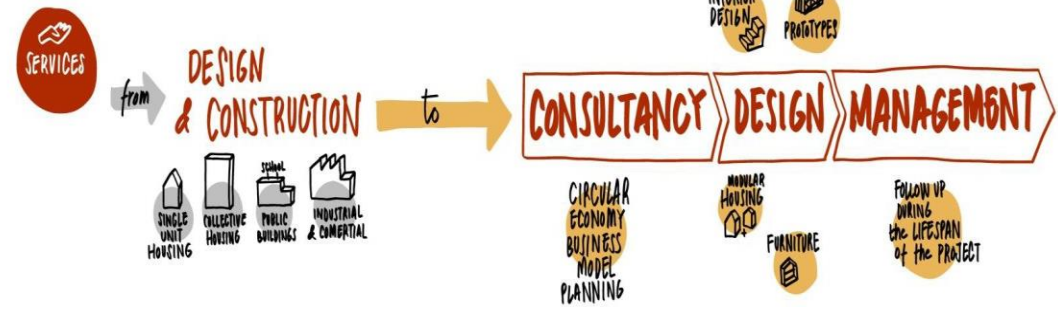 SERVICES
from
DESIGN
& CONSTRUCTION
SINGLE
UNIT
HOUSING
COLLECTIVE
HOUSING
SCHOOL
PUBLIC
BUILDINGS
INDUSTRIAL
& COMERTIAL
to
DESIGN
PROTOTYPES
CONSULTANCY
DESIGN
MANAGEMENT
CIRCULAR
ECONOMY
BUSINESS
MODEL
PLANNING
MODULAR
HOUSING
FURNITURE
FOLLOW UP
DURING
the LIFESPAN
of the PROJECT